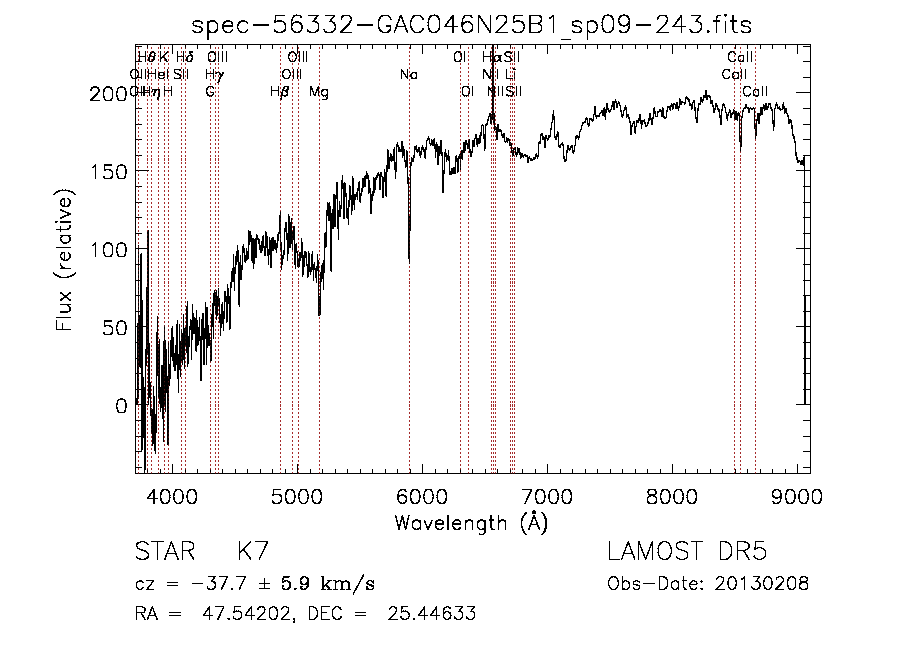 spec-56332-GAC046N25B1_sp09-243.fits
Hθ K Hδ OIII OIII OI Hα SII CaII
OII HeI SII Hγ OIII Na NII Li CaII
Hη H G Hβ Mg OI NII SII CaII
200
150
100
50
0
Flux (relative)
4000 5000 6000 7000 8000 9000
Wavelength (Å)
STAR K7 LAMOST DR5
cz = −37.7 ± 5.9 km/s Obs−Date: 20130208
RA = 47.54202, DEC = 25.44633